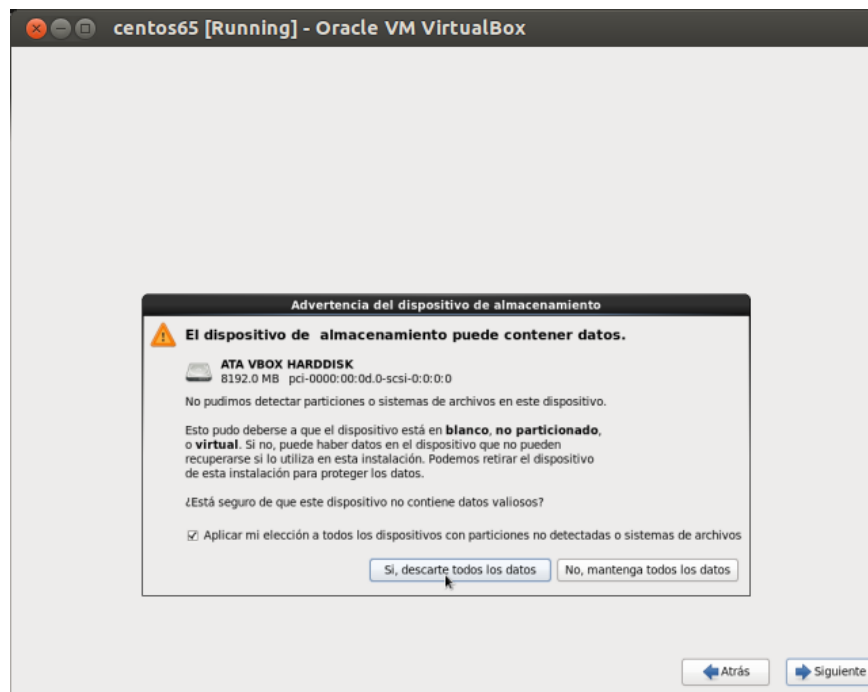 centos65 [Running] - Oracle VM VirtualBox
Advertencia del dispositivo de almacenamiento
El dispositivo de almacenamiento puede contener datos.
ATA VBOX HARDDISK
8192.0 MB pci-0000:00:0d.0-scsi-0:0:0:0
No pudimos detectar particiones o sistemas de archivos en este dispositivo.
Esto pudo deberse a que el dispositivo está en blanco, no particionado,
o virtual. Si no, puede haber datos en el dispositivo que no pueden
recuperarse si lo utiliza en esta instalación. Podemos retirar el dispositivo
de esta instalación para proteger los datos.
¿Está seguro de que este dispositivo no contiene datos valiosos?
Aplicar mi elección a todos los dispositivos con particiones no detectadas o sistemas de archivos
Si, descarte todos los datos
No, mantenga todos los datos
Atrás
Siguiente